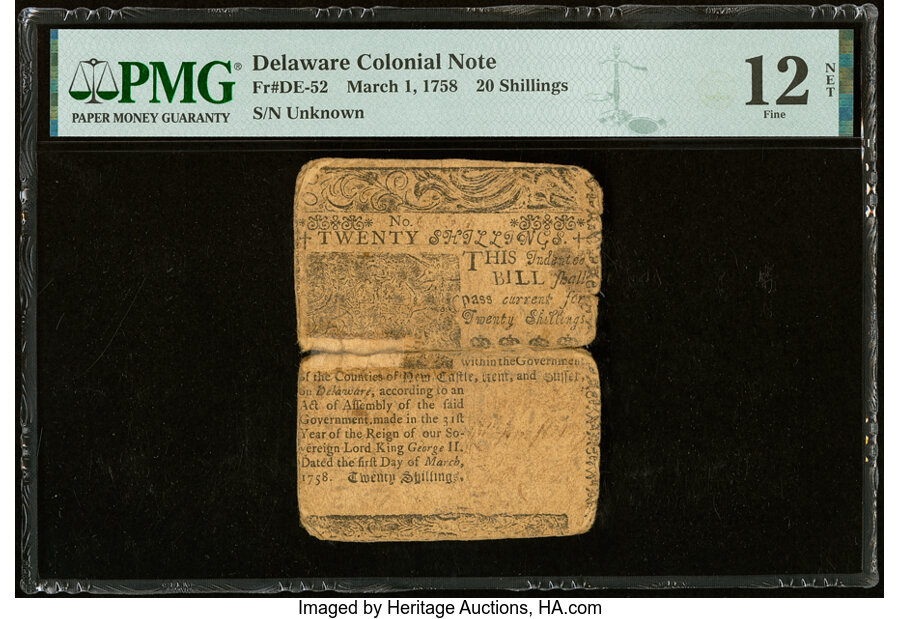 PMG®
PAPER MONEY GUARANTY
Delaware Colonial Note
Fr#DE-52 March 1, 1758 20 Shillings
S/N Unknown
12
NET
Fine
No.
TWENTY SHILLINGS.
THIS Indented
BILL ſhall
paſs current for
Twenty Shillings,
within the Government
of the Counties of New Caſtle, Kent, and Suſſex,
on Delaware, according to an
Act of Aſſembly of the ſaid
Government, made in the 31ſt
Year of the Reign of our So-
vereign Lord King George II.
Dated the firſt Day of March,
1758. Twenty Shillings.
Imaged by Heritage Auctions, HA.com